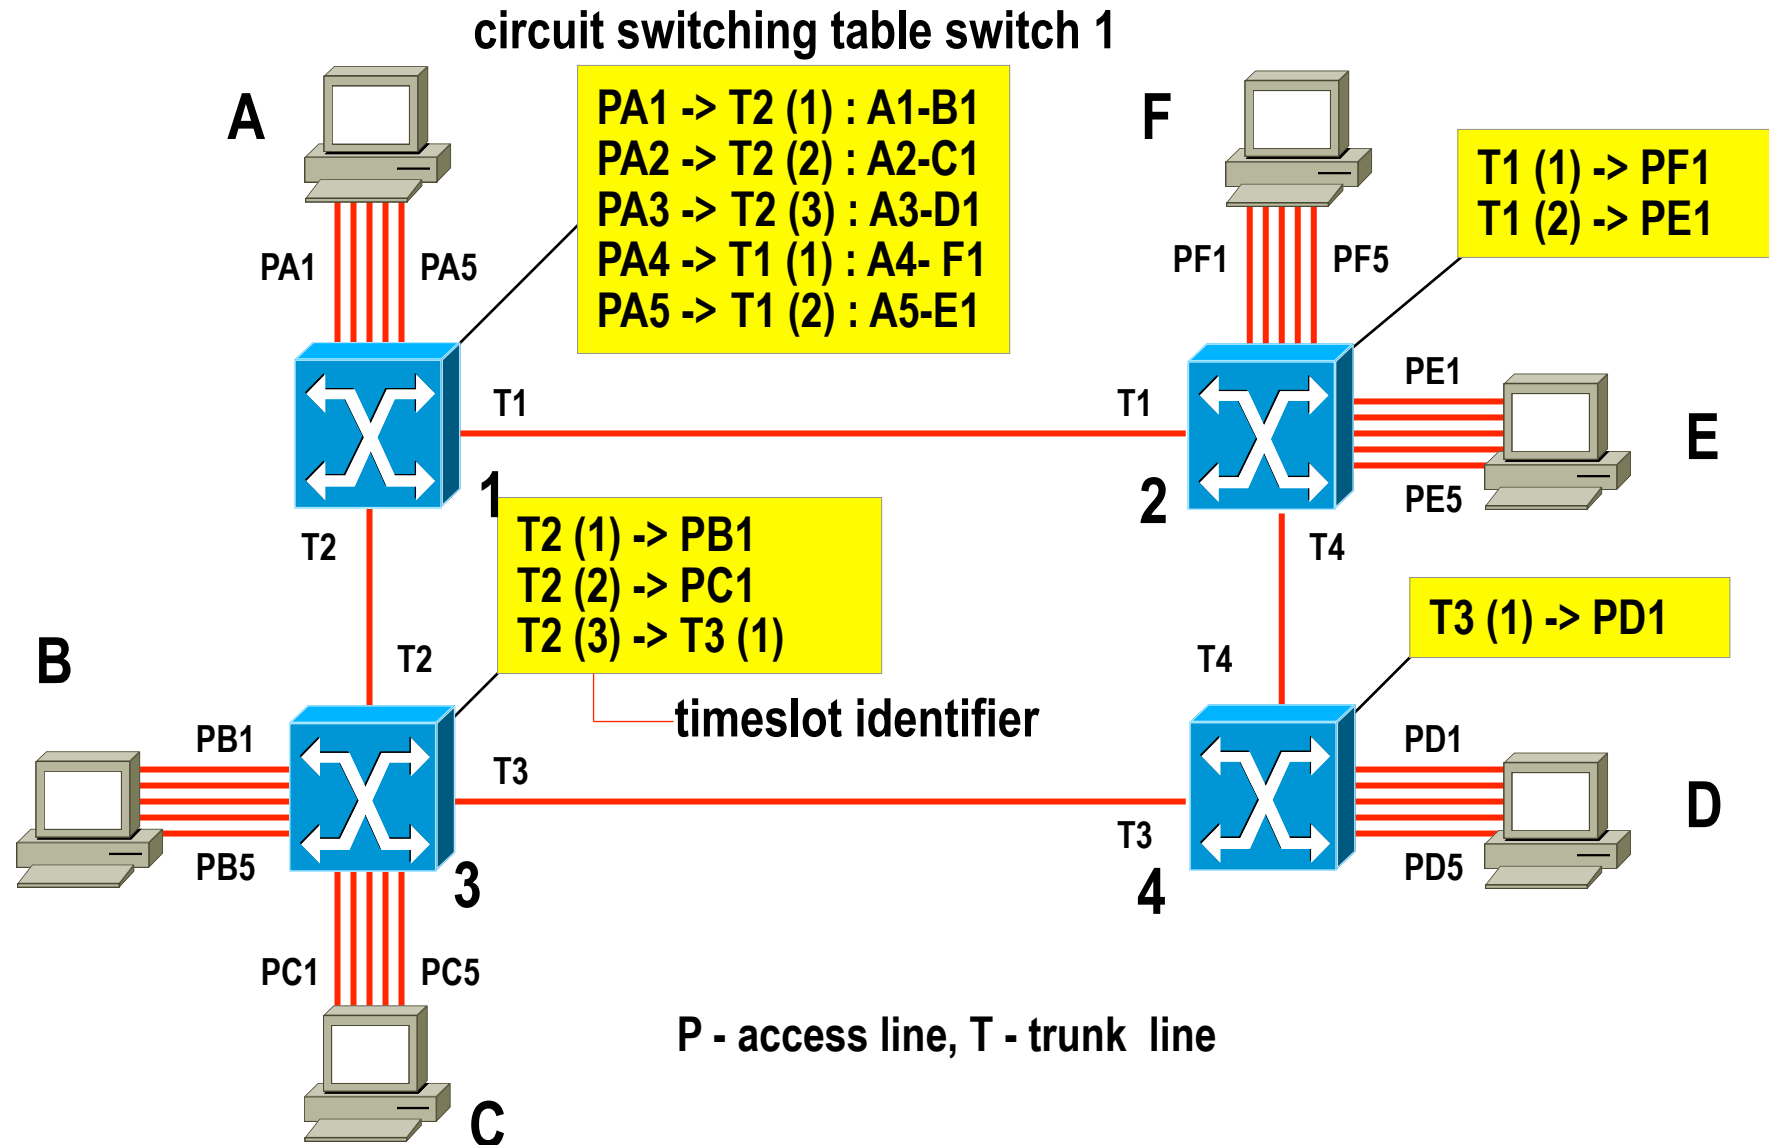 circuit switching table switch 1
A
PA1 -> T2 (1) : A1-B1
PA2 -> T2 (2) : A2-C1
PA3 -> T2 (3) : A3-D1
PA4 -> T1 (1) : A4- F1
PA5 -> T1 (2) : A5-E1
F
T1 (1) -> PF1
T1 (2) -> PE1
PA1
PA5
PF1
PF5
T1
T1
PE1
E
PE5
1
2
T2
T4
T2 (1) -> PB1
T2 (2) -> PC1
T2 (3) -> T3 (1)
T3 (1) -> PD1
B
T2
T4
timeslot identifier
PB1
T3
PD1
D
PB5
3
T3
4
PD5
PC1
PC5
P - access line, T - trunk line
C